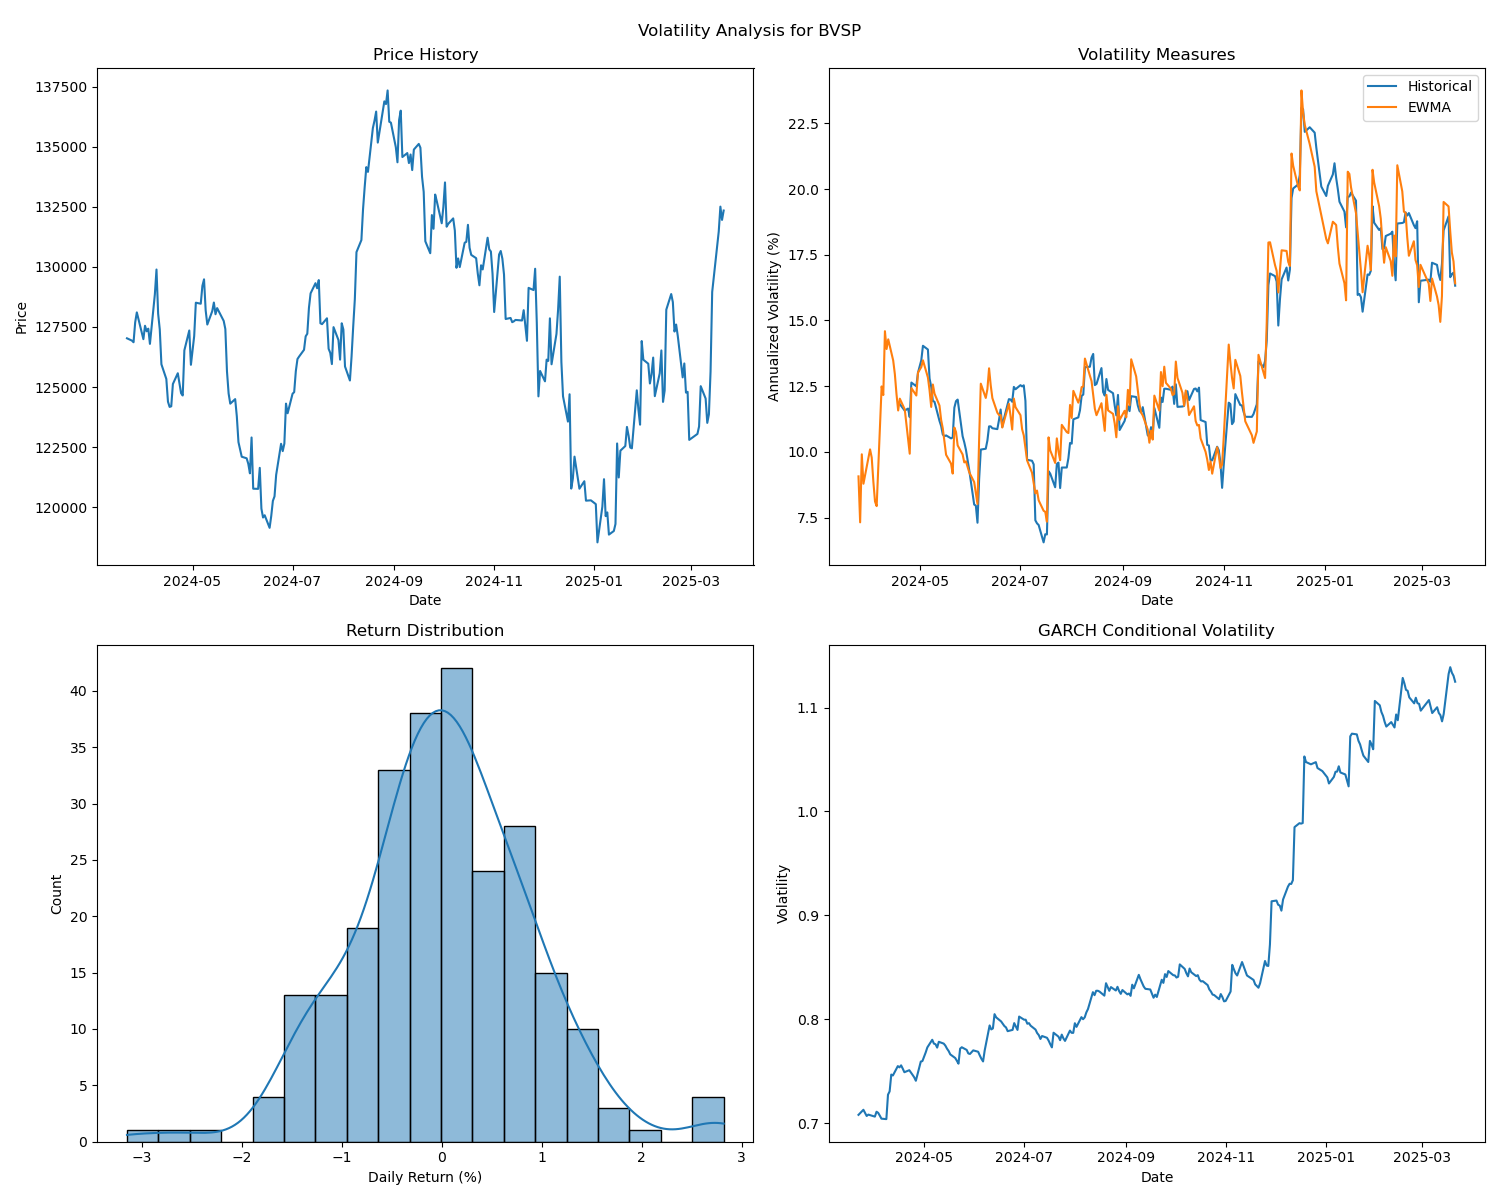 Volatility Analysis for BVSP
Price History
137500
135000
132500
130000
127500
125000
122500
120000
Price
2024-05 2024-07 2024-09 2024-11 2025-01 2025-03
Date
Volatility Measures
Historical
EWMA
22.5
20.0
17.5
15.0
12.5
10.0
7.5
Annualized Volatility (%)
2024-05 2024-07 2024-09 2024-11 2025-01 2025-03
Date
Return Distribution
40
35
30
25
20
15
10
5
0
Count
−3 −2 −1 0 1 2 3
Daily Return (%)
GARCH Conditional Volatility
1.1
1.0
0.9
0.8
0.7
Volatility
2024-05 2024-07 2024-09 2024-11 2025-01 2025-03
Date